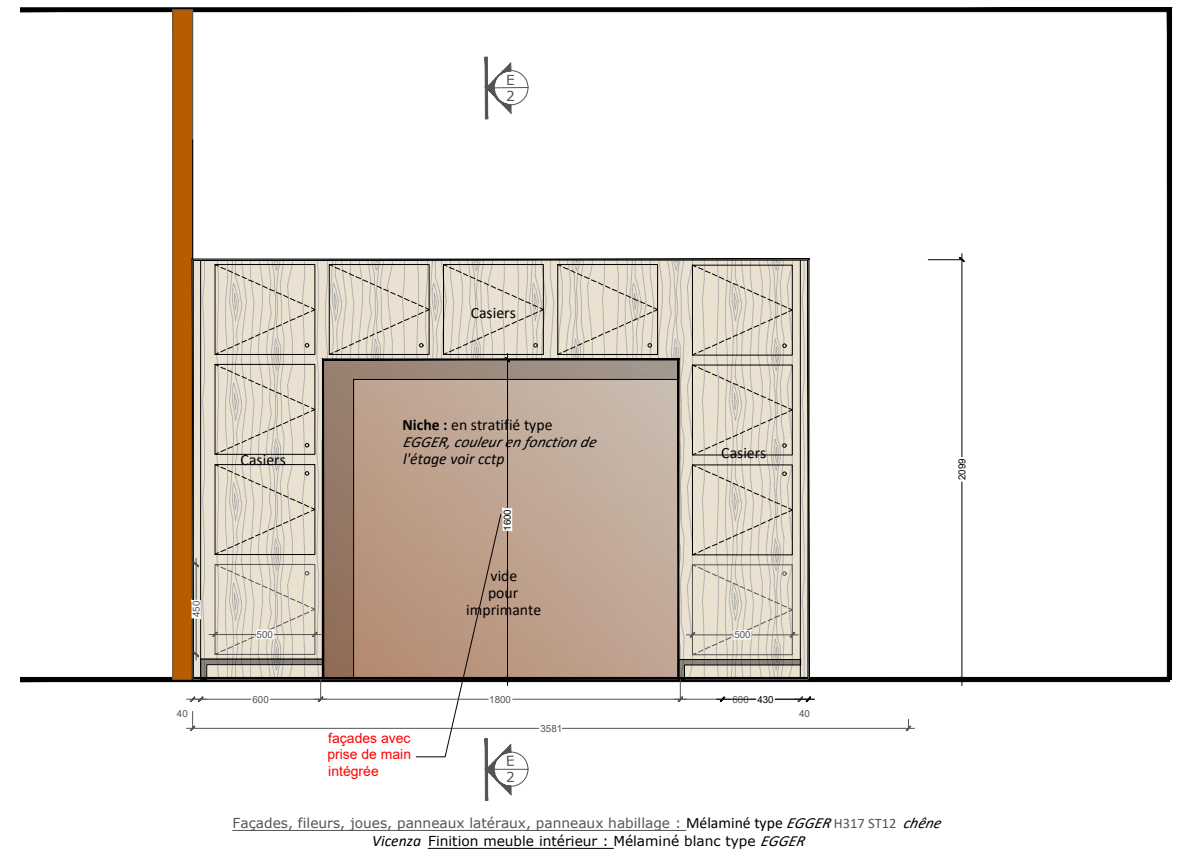 E
2
Casiers
Niche : en stratifié type
EGGER, couleur en fonction de
l'étage voir cctp
Casiers
Casiers
2099
1600
vide
pour
imprimante
450
500
500
600
1800
600
430
40
40
3581
façades avec
prise de main
intégrée
E
2
Façades, fileurs, joues, panneaux latéraux, panneaux habillage : Mélaminé type EGGER H317 ST12 chêne
Vicenza Finition meuble intérieur : Mélaminé blanc type EGGER